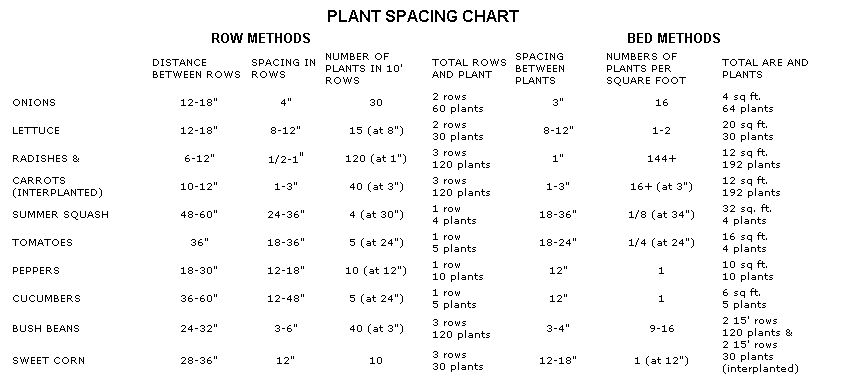 PLANT SPACING CHART
ROW METHODS BED METHODS
DISTANCE BETWEEN ROWS SPACING IN ROWS NUMBER OF PLANTS IN 10' ROWS TOTAL ROWS AND PLANT SPACING BETWEEN PLANTS NUMBERS OF PLANTS PER SQUARE FOOT TOTAL ARE AND PLANTS
ONIONS 12-18" 4" 30 2 rows 60 plants 3" 16 4 sq ft. 64 plants
LETTUCE 12-18" 8-12" 15 (at 8") 2 rows 30 plants 8-12" 1-2 20 sq ft. 30 plants
RADISHES & 6-12" 1/2-1" 120 (at 1") 3 rows 120 plants 1" 144+ 12 sq ft. 192 plants
CARROTS (INTERPLANTED) 10-12" 1-3" 40 (at 3") 3 rows 120 plants 1-3" 16+ (at 3") 12 sq ft. 192 plants
SUMMER SQUASH 48-60" 24-36" 4 (at 30") 1 row 4 plants 18-36" 1/8 (at 34") 32 sq. ft. 4 plants
TOMATOES 36" 18-36" 5 (at 24") 1 row 5 plants 18-24" 1/4 (at 24") 16 sq ft. 4 plants
PEPPERS 18-30" 12-18" 10 (at 12") 1 row 10 plants 12" 1 10 sq ft. 10 plants
CUCUMBERS 36-60" 12-48" 5 (at 24") 1 row 5 plants 12" 1 6 sq ft. 5 plants
BUSH BEANS 24-32" 3-6" 40 (at 3") 3 rows 120 plants 3-4" 9-16 2 15' rows 120 plants &
SWEET CORN 28-36" 12" 10 3 rows 30 plants 12-18" 1 (at 12") 2 15' rows 30 plants (interplanted)